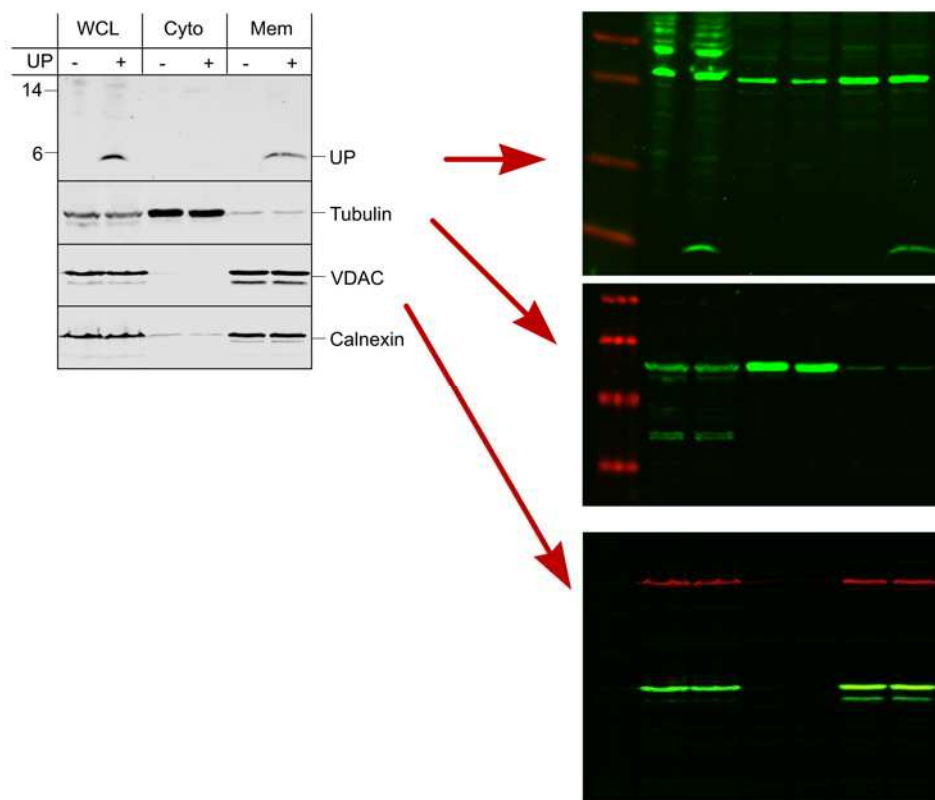 WCL Cyto Mem
UP - + - + - +
14
6 UP
Tubulin
VDAC
Calnexin